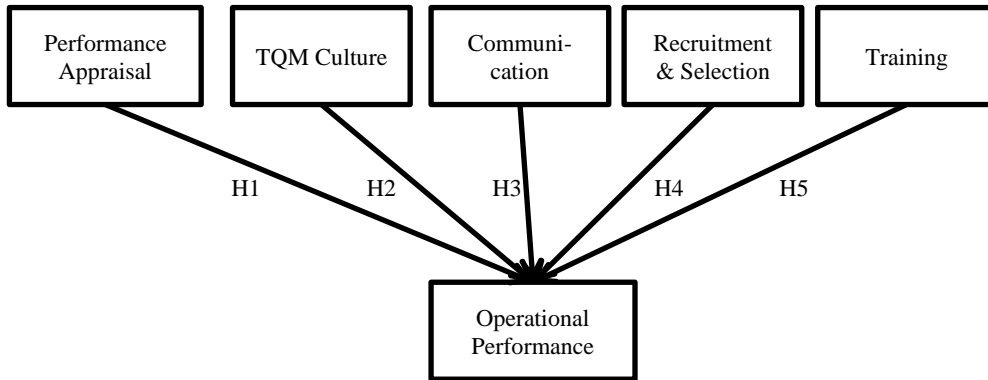 Performance
Appraisal
TQM Culture
Communi-
cation
Recruitment
& Selection
Training
H1
H2
H3
H4
H5
Operational
Performance